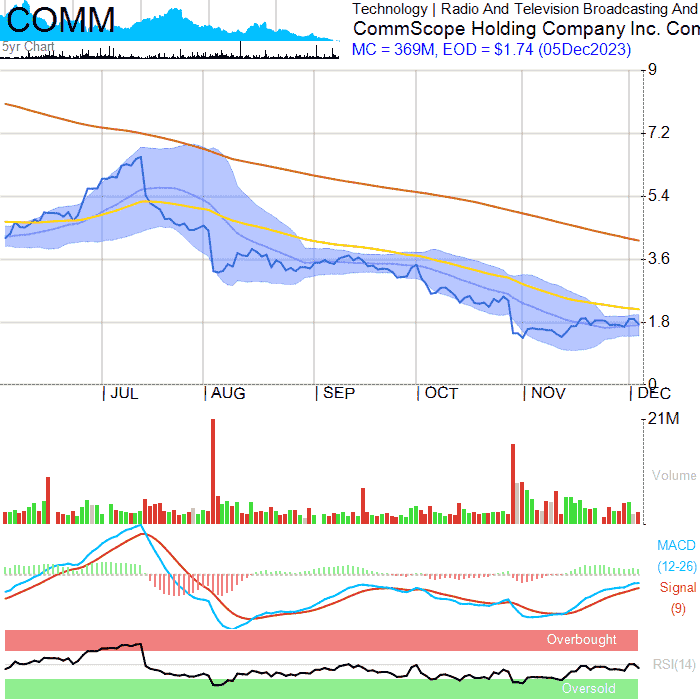 COMM
5yr Chart
Technology | Radio And Television Broadcasting And
CommScope Holding Company Inc. Com
MC = 369M, EOD = $1.74 (05Dec2023)
9
7.2
5.4
3.6
1.8
0
JUL AUG SEP OCT NOV DEC
21M
Volume
MACD
(12-26)
Signal
(9)
Overbought
RSI(14)
Oversold